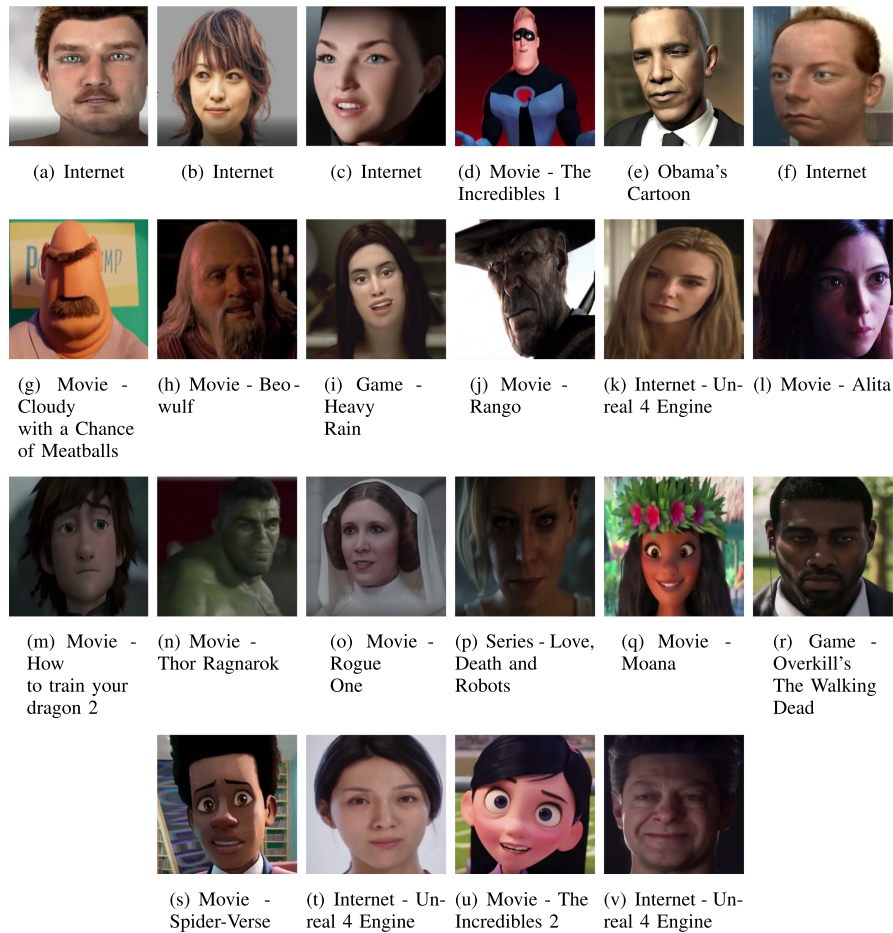 (a) Internet
(b) Internet
(c) Internet
(d) Movie - The
Incredibles 1
(e) Obama's
Cartoon
(f) Internet
(g) Movie -
Cloudy
with a Chance
of Meatballs
(h) Movie - Beo-
wulf
(i) Game -
Heavy
Rain
(j) Movie -
Rango
(k) Internet - Un-
real 4 Engine
(l) Movie - Alita
(m) Movie -
How
to train your
dragon 2
(n) Movie -
Thor Ragnarok
(o) Movie -
Rogue
One
(p) Series - Love,
Death and
Robots
(q) Movie -
Moana
(r) Game -
Overkill's
The Walking
Dead
(s) Movie -
Spider-Verse
(t) Internet - Un-
real 4 Engine
(u) Movie - The
Incredibles 2
(v) Internet - Un-
real 4 Engine